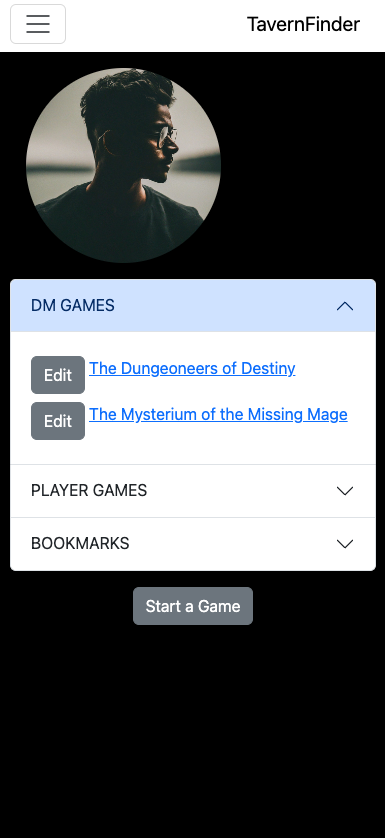 TavernFinder
DM GAMES
Edit The Dungeoneers of Destiny
Edit The Mysterium of the Missing Mage
PLAYER GAMES
BOOKMARKS
Start a Game